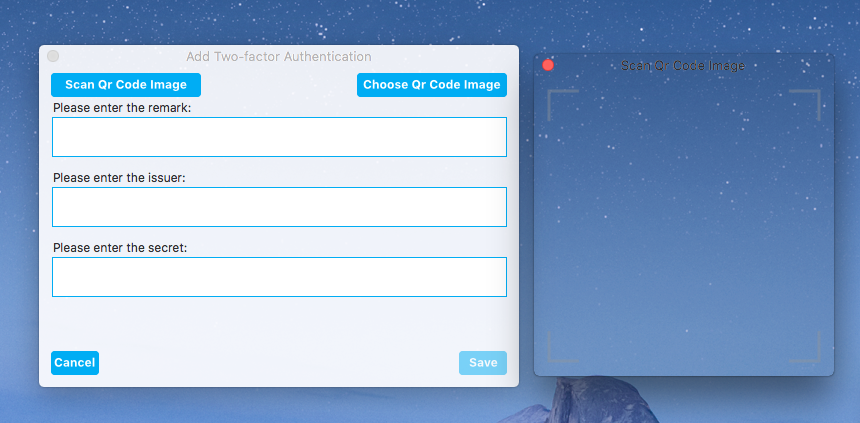 Add Two-factor Authentication
Scan Qr Code Image
Choose Qr Code Image
Please enter the remark:
Please enter the issuer:
Please enter the secret:
Cancel
Save
Scan Qr Code Image